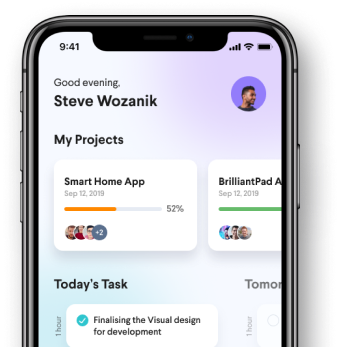 9:41
Good evening,
Steve Wozanik
My Projects
Smart Home App
Sep 12, 2019
52%
+2
BrilliantPad A
Sep 12, 2019
Today's Task
Tomor
1 hour
Finalising the Visual design
for development
1 hour